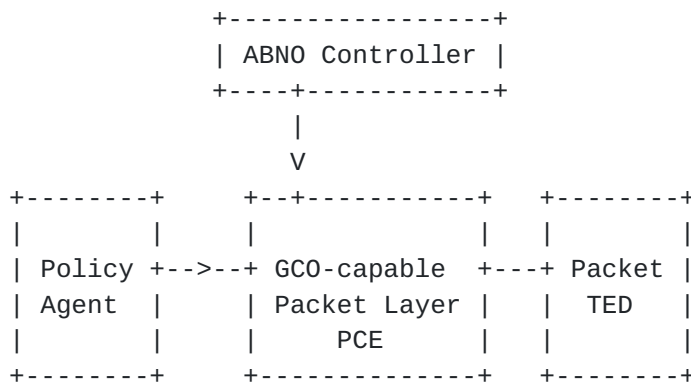 ABNO Controller
V
Policy GCO-capable Packet
Agent Packet Layer TED
PCE